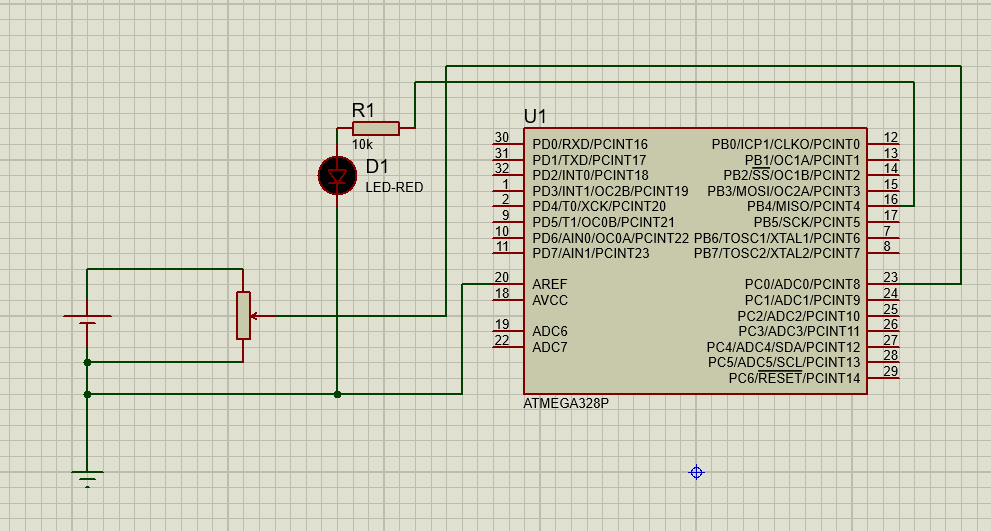 R1
10k
D1
LED-RED
U1
30 PD0/RXD/PCINT16 PB0/ICP1/CLKO/PCINT0 12
31 PD1/TXD/PCINT17 PB1/OC1A/PCINT1 13
32 PD2/INT0/PCINT18 PB2/SS/OC1B/PCINT2 14
1 PD3/INT1/OC2B/PCINT19 PB3/MOSI/OC2A/PCINT3 15
2 PD4/T0/XCK/PCINT20 PB4/MISO/PCINT4 16
9 PD5/T1/OC0B/PCINT21 PB5/SCK/PCINT5 17
10 PD6/AIN0/OC0A/PCINT22 PB6/TOSC1/XTAL1/PCINT6 7
11 PD7/AIN1/PCINT23 PB7/TOSC2/XTAL2/PCINT7 8
20 AREF PC0/ADC0/PCINT8 23
18 AVCC PC1/ADC1/PCINT9 24
PC2/ADC2/PCINT10 25
19 ADC6 PC3/ADC3/PCINT11 26
22 ADC7 PC4/ADC4/SDA/PCINT12 27
PC5/ADC5/SCL/PCINT13 28
PC6/RESET/PCINT14 29
ATMEGA328P